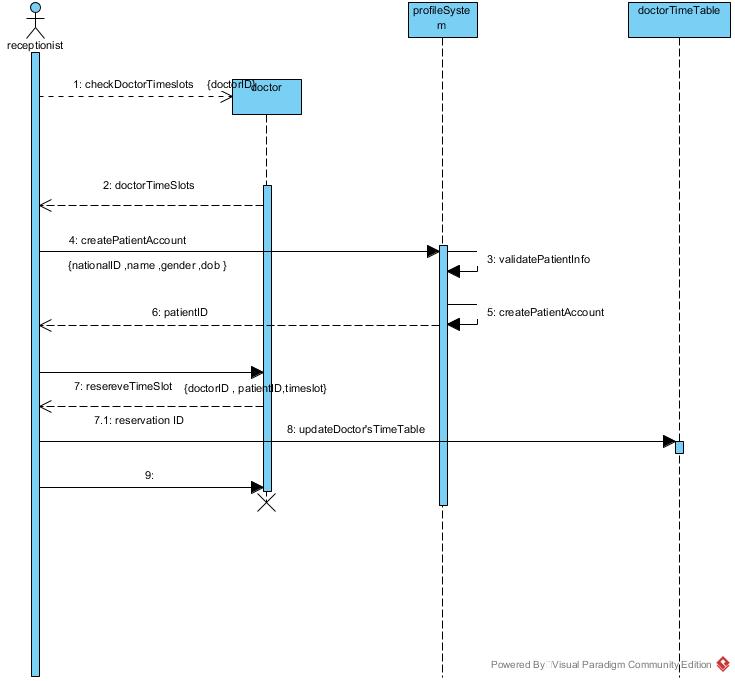 profileSyste
m
doctorTimeTable
receptionist
1: checkDoctorTimeslots {doctorID}
doctor
2: doctorTimeSlots
4: createPatientAccount
{nationalID ,name ,gender ,dob }
3: validatePatientInfo
6: patientID
5: createPatientAccount
7: resereveTimeSlot {doctorID , patientID,timeslot}
7.1: reservation ID
8: updateDoctor'sTimeTable
9:
Powered By Visual Paradigm Community Edition